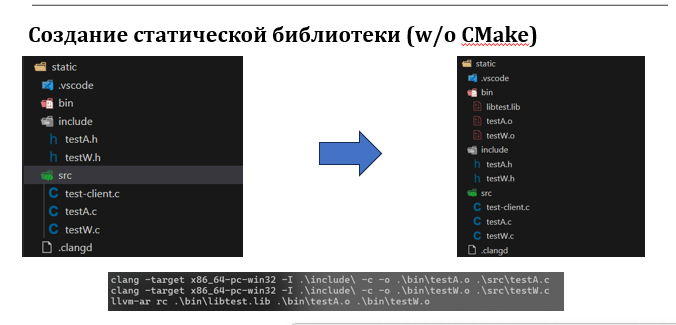 Создание статической библиотеки (w/o CMake)
static
.vscode
bin
include
testA.h
testW.h
src
test-client.c
testA.c
testW.c
.clangd
static
.vscode
bin
libtest.lib
testA.o
testW.o
include
testA.h
testW.h
src
test-client.c
testA.c
testW.c
.clangd
clang -target x86_64-pc-win32 -I .\include\ -c -o .\bin\testA.o .\src\testA.c
clang -target x86_64-pc-win32 -I .\include\ -c -o .\bin\testW.o .\src\testW.c
llvm-ar rc .\bin\libtest.lib .\bin\testA.o .\bin\testW.o